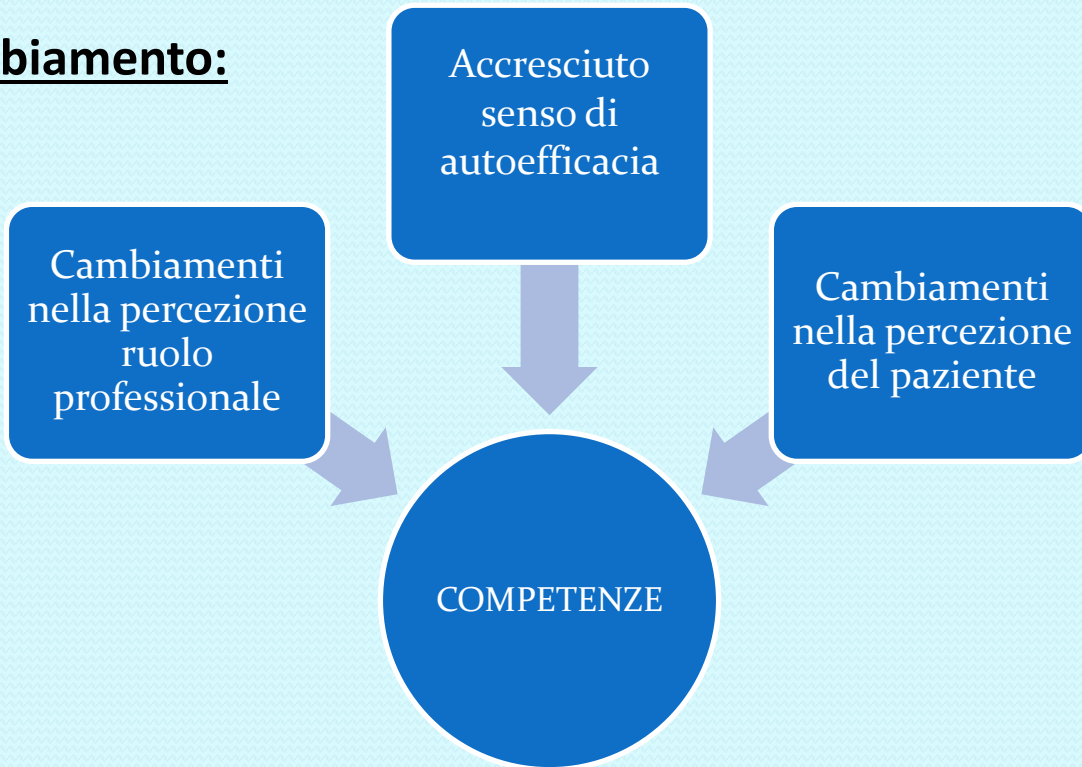 biamento:
Accresciuto
senso di
autoefficacia
Cambiamenti
nella percezione
ruolo
professionale
Cambiamenti
nella percezione
del paziente
COMPETENZE